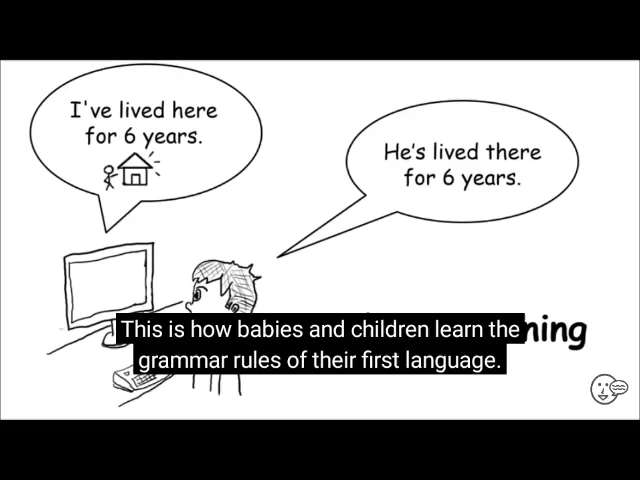 I've lived here
for 6 years.
He's lived there
for 6 years.
This is how babies and children learn the
grammar rules of their first language.